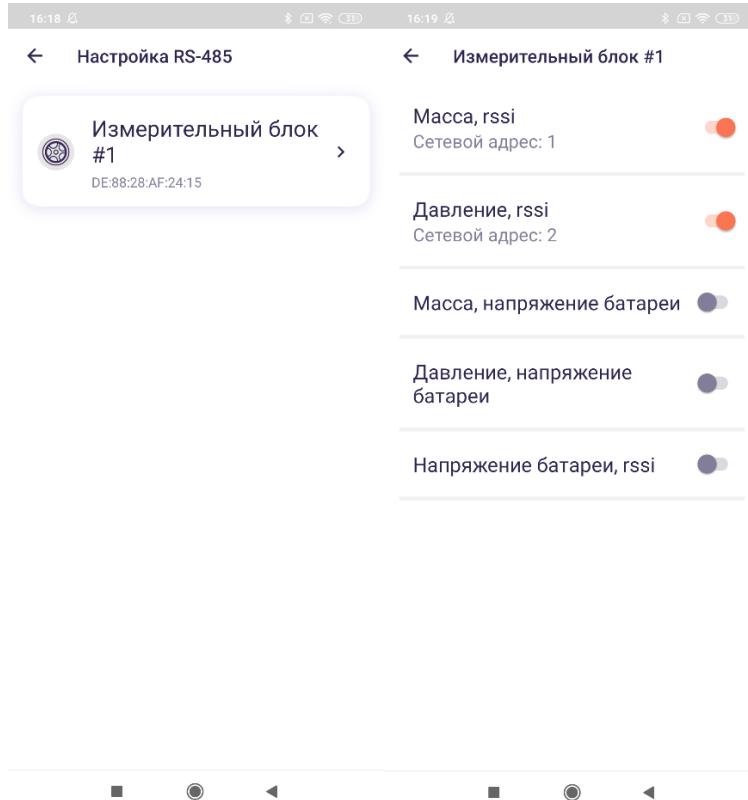 16:18
31
Настройка RS-485
Измерительный блок
#1
DE:88:28:AF:24:15
16:19
31
Измерительный блок #1
Масса, rssi
Сетевой адрес: 1
Давление, rssi
Сетевой адрес: 2
Масса, напряжение батареи
Давление, напряжение
батареи
Напряжение батареи, rssi